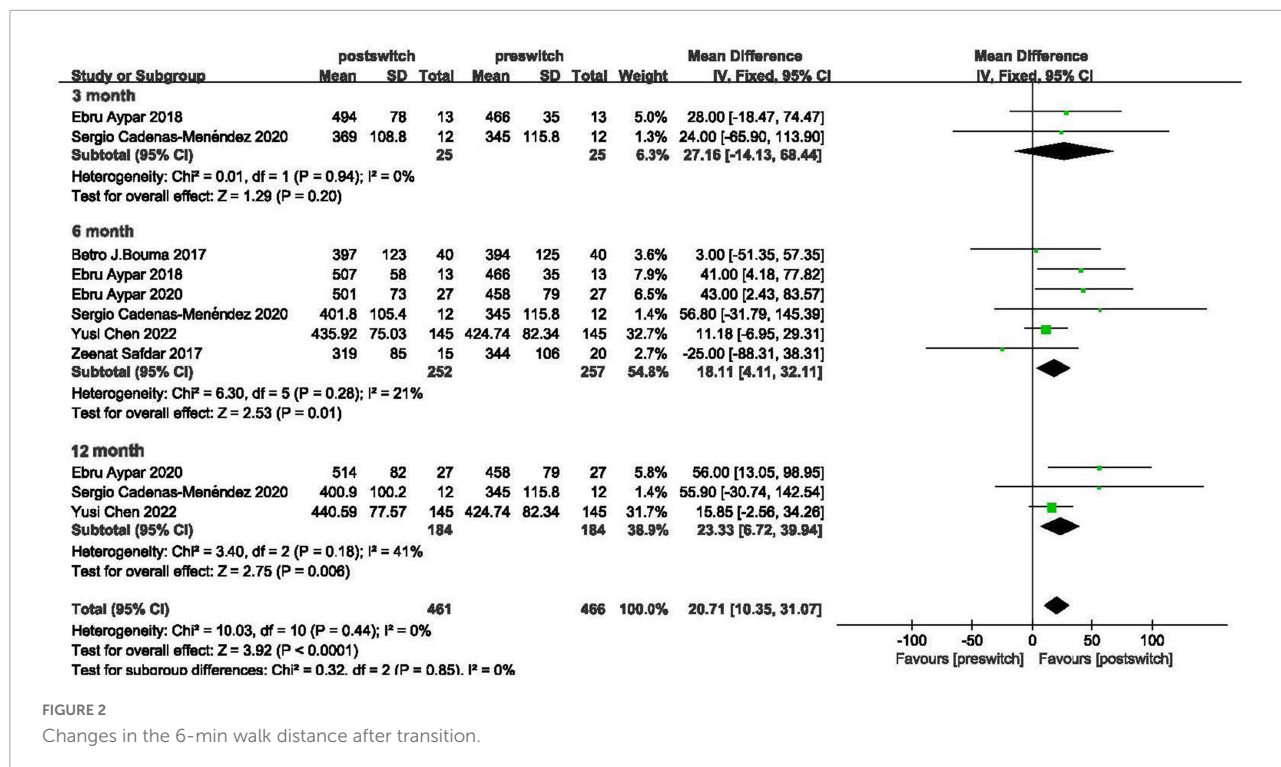 postswitch preswitch Mean Difference Mean Difference
Study or Subgroup Mean SD Total Mean SD Total Weight IV, Fixed, 95% CI IV, Fixed, 95% CI
3 month
Ebru Aypar 2018 494 78 13 466 35 13 5.0% 28.00 [-18.47, 74.47]
Sergio Cadenas-Menéndez 2020 369 108.8 12 345 115.8 12 1.3% 24.00 [-65.90, 113.90]
Subtotal (95% CI) 25 25 6.3% 27.16 [-14.13, 68.44]
Heterogeneity: Chi² = 0.01, df = 1 (P = 0.94); I² = 0%
Test for overall effect: Z = 1.29 (P = 0.20)
6 month
Betro J.Bouma 2017 397 123 40 394 125 40 3.6% 3.00 [-51.35, 57.35]
Ebru Aypar 2018 507 58 13 466 35 13 7.9% 41.00 [4.18, 77.82]
Ebru Aypar 2020 501 73 27 458 79 27 6.5% 43.00 [2.43, 83.57]
Sergio Cadenas-Menéndez 2020 401.8 105.4 12 345 115.8 12 1.4% 56.80 [-31.79, 145.39]
Yusi Chen 2022 435.92 75.03 145 424.74 82.34 145 32.7% 11.18 [-6.95, 29.31]
Zeenat Safdar 2017 319 85 15 344 106 20 2.7% -25.00 [-88.31, 38.31]
Subtotal (95% CI) 252 257 54.8% 18.11 [4.11, 32.11]
Heterogeneity: Chi² = 6.30, df = 5 (P = 0.28); I² = 21%
Test for overall effect: Z = 2.53 (P = 0.01)
12 month
Ebru Aypar 2020 514 82 27 458 79 27 5.8% 56.00 [13.05, 98.95]
Sergio Cadenas-Menéndez 2020 400.9 100.2 12 345 115.8 12 1.4% 55.90 [-30.74, 142.54]
Yusi Chen 2022 440.59 77.57 145 424.74 82.34 145 31.7% 15.85 [-2.56, 34.26]
Subtotal (95% CI) 184 184 38.9% 23.33 [6.72, 39.94]
Heterogeneity: Chi² = 3.40, df = 2 (P = 0.18); I² = 41%
Test for overall effect: Z = 2.75 (P = 0.006)
Total (95% CI) 461 466 100.0% 20.71 [10.35, 31.07]
Heterogeneity: Chi² = 10.03, df = 10 (P = 0.44); I² = 0%
Test for overall effect: Z = 3.92 (P < 0.0001)
Test for subgroup differences: Chi² = 0.32. df = 2 (P = 0.85). I² = 0%
-100 -50 0 50 100
Favours [preswitch] Favours [postswitch]
FIGURE 2
Changes in the 6-min walk distance after transition.